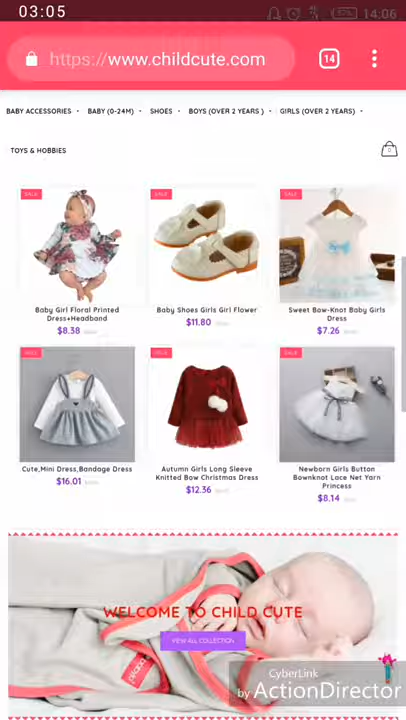 03:05
52% 14:06
https://www.childcute.com
14
BABY ACCESSORIES BABY (0-24M) SHOES BOYS (OVER 2 YEARS ) GIRLS (OVER 2 YEARS)
TOYS & HOBBIES
0
SALE SALE SALE
Baby Girl Floral Printed
Dress+Headband
$8.38
Baby Shoes Girls Girl Flower
$11.80
Sweet Bow-Knot Baby Girls
Dress
$7.26
SALE SALE SALE
Cute,Mini Dress,Bandage Dress
$16.01
Autumn Girls Long Sleeve
Knitted Bow Christmas Dress
$12.36
Newborn Girls Button
Bownknot Lace Net Yarn
Princess
$8.14
WELCOME TO CHILD CUTE
VIEW ALL COLLECTION
CyberLink
by ActionDirector